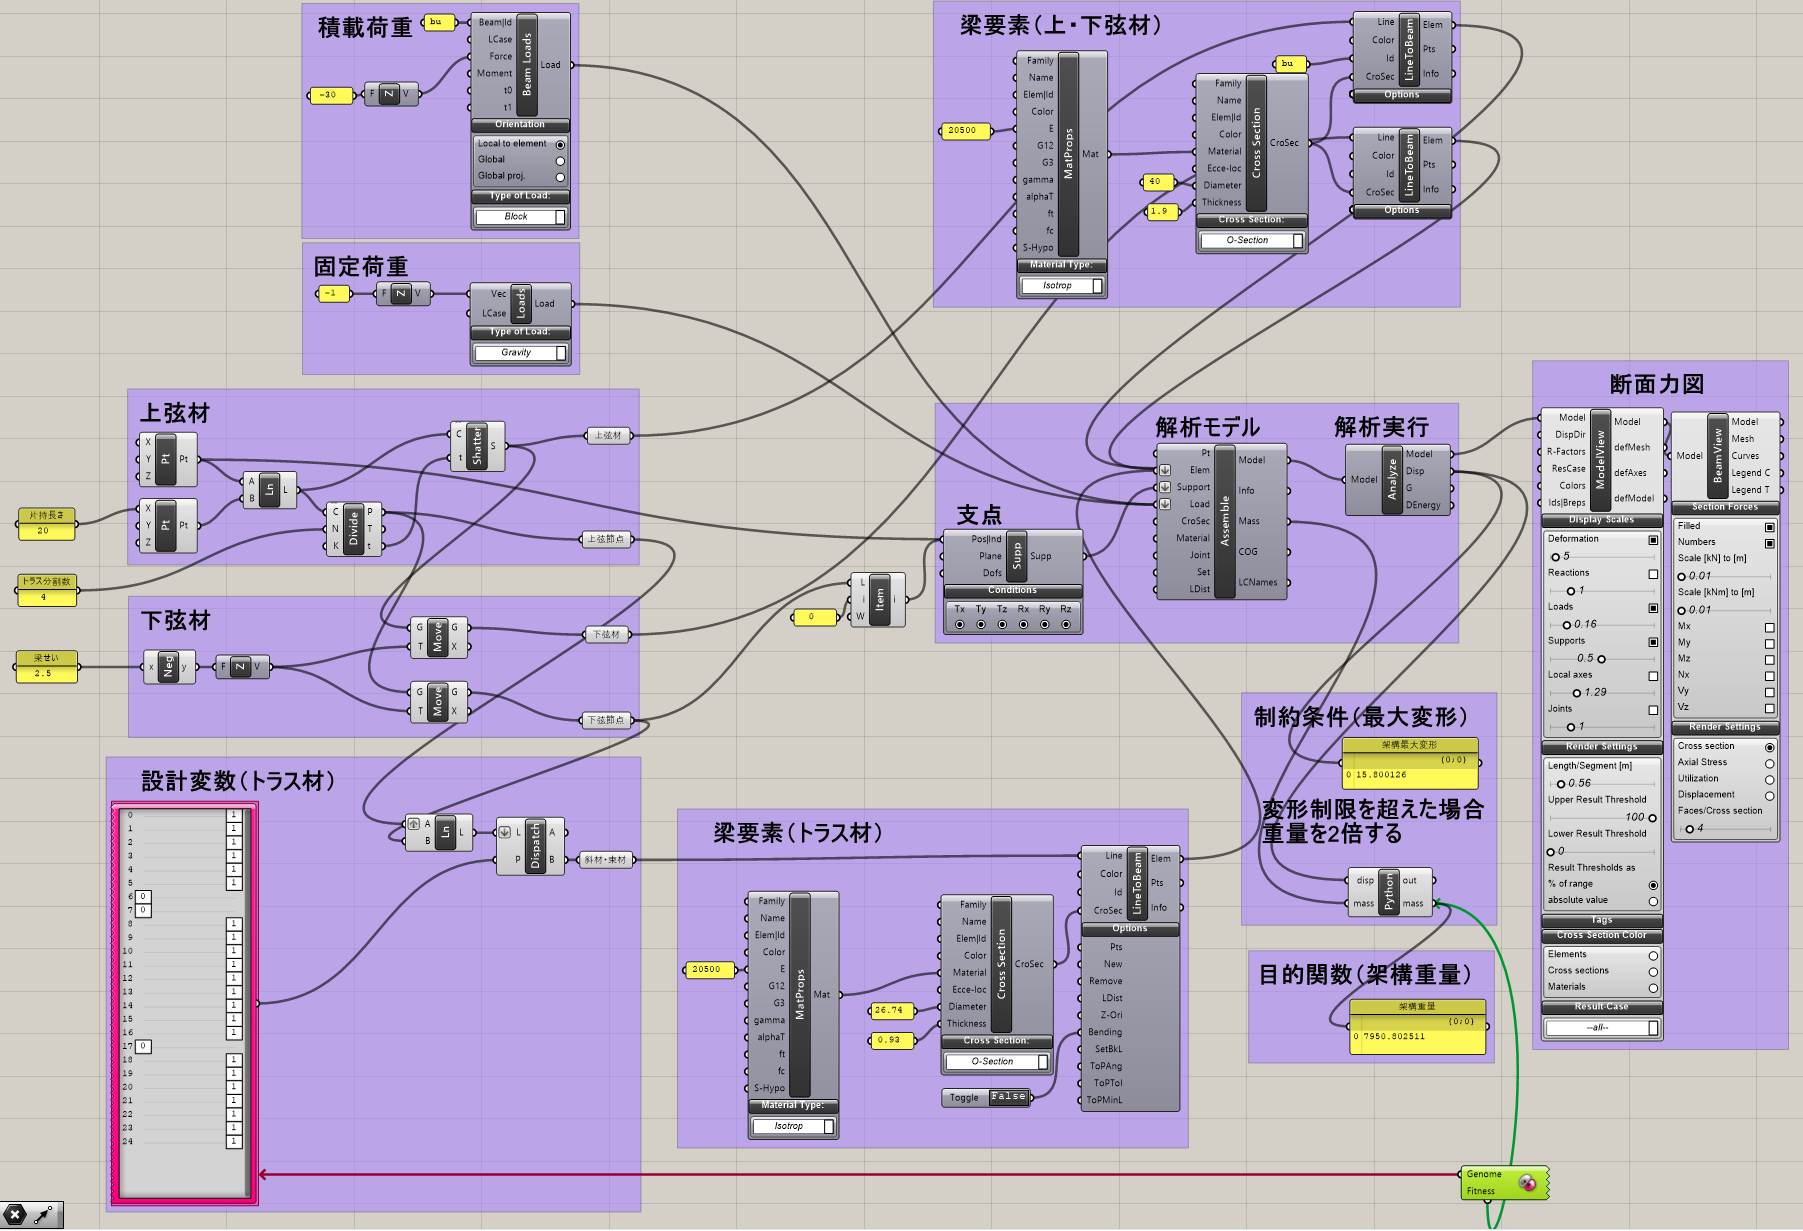 積載荷重
bu
Beam|Id
LCase
Force
Moment
t0
t1
Beam Loads
Load
-30
F Z V
Orientation
Local to element
Global
Global proj.
Type of Load:
Block
固定荷重
-1
F Z V
Vec
LCase
Loads
Load
Type of Load:
Gravity
梁要素(上・下弦材)
Family
Name
Elem|Id
Color
E
G12
G3
gamma
alphaT
ft
fc
S-Hypo
MatProps
Mat
20500
Material Type:
Isotrop
Family
Name
Elem|Id
Color
Material
Ecce-loc
Diameter
Thickness
Cross Section
CroSec
40
1.9
Cross Section:
O-Section
bu
Line
Color
Id
CroSec
LineToBeam
Elem
Pts
Info
Options
Line
Color
Id
CroSec
LineToBeam
Elem
Pts
Info
Options
上弦材
X
Y
Z
Pt
Pt
X
Y
Z
Pt
Pt
A
B
Ln
L
C
t
Shatter
S
C
N
K
Divide
P
T
t
上弦材
上弦節点
片持長さ
20
トラス分割数
4
下弦材
梁せい
2.5
x Neg y
F Z V
G
T
Move
G
X
G
T
Move
G
X
下弦材
下弦節点
0
L
i
W
Item
i
支点
Pos|Ind
Plane
Dofs
Supp
Supp
Conditions
Tx Ty Tz Rx Ry Rz
解析モデル
Pt
Elem
Support
Load
CroSec
Material
Joint
Set
LDist
Assemble
Model
Info
Mass
COG
LCNames
解析実行
Model
Analyze
Model
Disp
G
DEnergy
断面力図
Model
DispDir
R-Factors
ResCase
Colors
Ids|Breps
ModelView
Model
defMesh
defAxes
defModel
Display Scales
Deformation
5
Reactions
1
Loads
0.16
Supports
0.5
Local axes
1.29
Joints
1
Render Settings
Length/Segment [m]
0.56
Upper Result Threshold
100
Lower Result Threshold
0
Result Thresholds as
% of range
absolute value
Tags
Cross Section Color
Elements
Cross sections
Materials
Result-Case
--all--
Model
BeamView
Model
Mesh
Curves
Legend C
Legend T
Section Forces
Filled
Numbers
Scale [kN] to [m]
0.01
Scale [kNm] to [m]
0.01
Mx
My
Mz
Nx
Vy
Vz
Render Settings
Cross section
Axial Stress
Utilization
Displacement
Faces/Cross section
4
設計変数(トラス材)
0 1
1 1
2 1
3 1
4 1
5 1
6 0
7 0
8 1
9 1
10 1
11 1
12 1
13 1
14 1
15 1
16 1
17 0
18 1
19 1
20 1
21 1
22 1
23 1
24 1
A
B
Ln
L
L
P
Dispatch
A
B
斜材・束材
梁要素(トラス材)
Family
Name
Elem|Id
Color
E
G12
G3
gamma
alphaT
ft
fc
S-Hypo
MatProps
Mat
20500
Material Type:
Isotrop
Family
Name
Elem|Id
Color
Material
Ecce-loc
Diameter
Thickness
Cross Section
CroSec
26.74
0.93
Cross Section:
O-Section
Toggle False
Line
Color
Id
CroSec
LineToBeam
Elem
Pts
Info
Options
Pts
New
Remove
LDist
Z-Ori
Bending
SetBkL
ToPAng
ToPTol
ToPMinL
制約条件(最大変形)
架構最大変形
{0;0}
0 15.800126
変形制限を超えた場合
重量を2倍する
disp
mass
Python
out
mass
目的関数(架構重量)
架構重量
{0;0}
0 7950.802511
Genome
Fitness